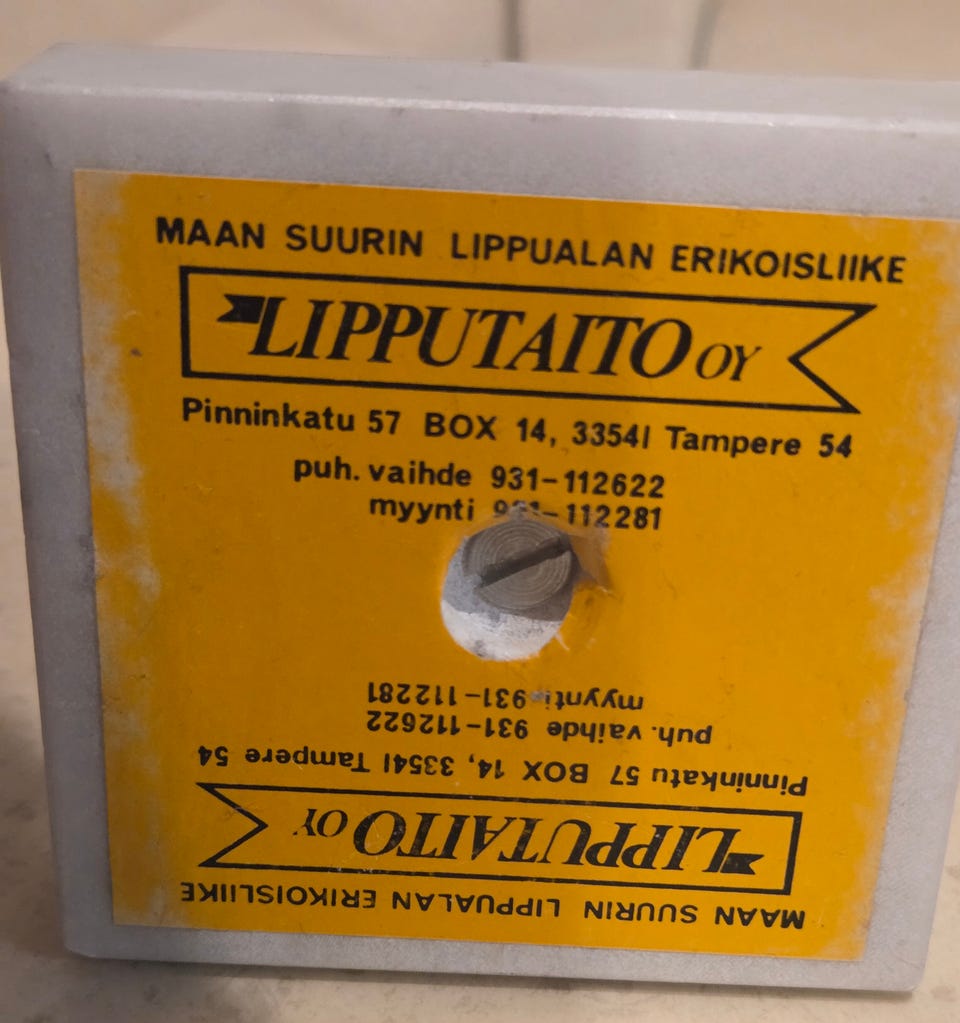 MAAN SUURIN LIPPUALAN ERIKOISLIIKE
LIPPUTAITO OY
Pinninkatu 57 BOX 14, 33541 Tampere 54
puh. vaihde 931-112622
myynti 931-112281
MAAN SUURIN LIPPUALAN ERIKOISLIIKE
LIPPUTAITO OY
Pinninkatu 57 BOX 14, 33541 Tampere 54
puh. vaihde 931-112622
myynti 931-112281